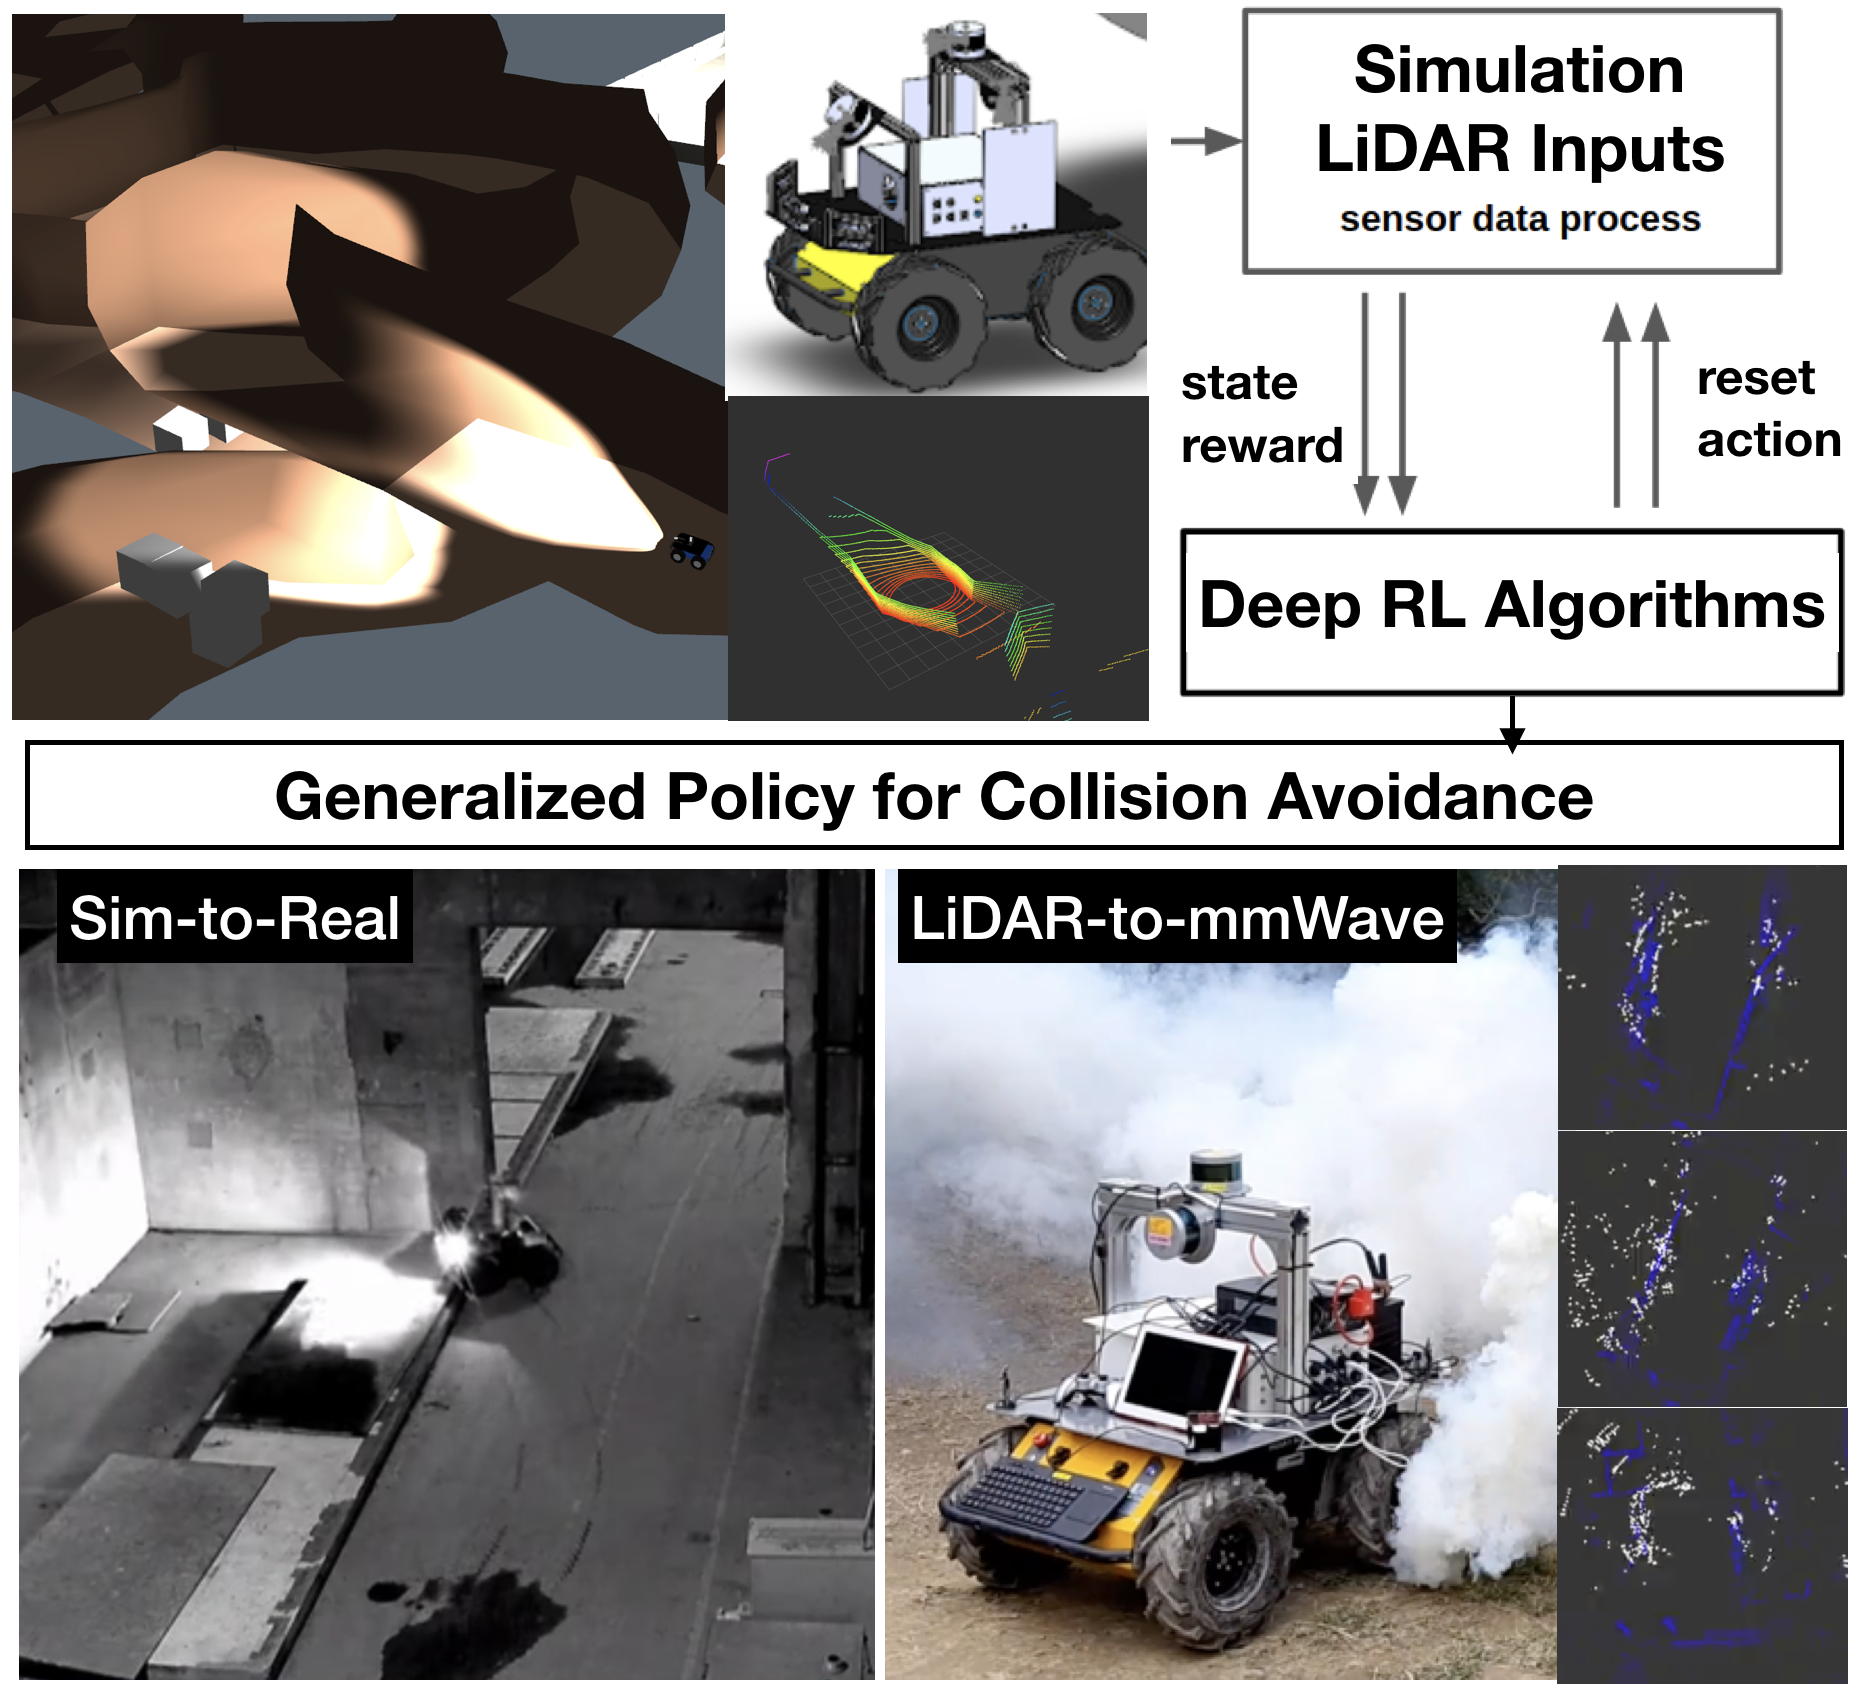 Simulation
LiDAR Inputs
sensor data process
state
reward
reset
action
Deep RL Algorithms
Generalized Policy for Collision Avoidance
Sim-to-Real
LiDAR-to-mmWave